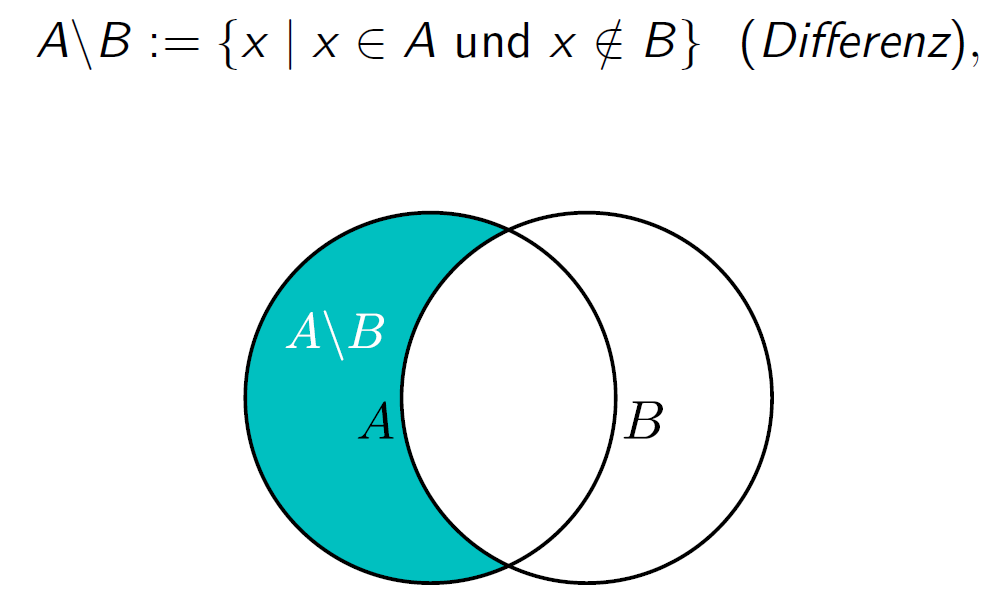 A\B := {x | x ∈ A und x ∉ B} (Differenz),
A\B
A
B